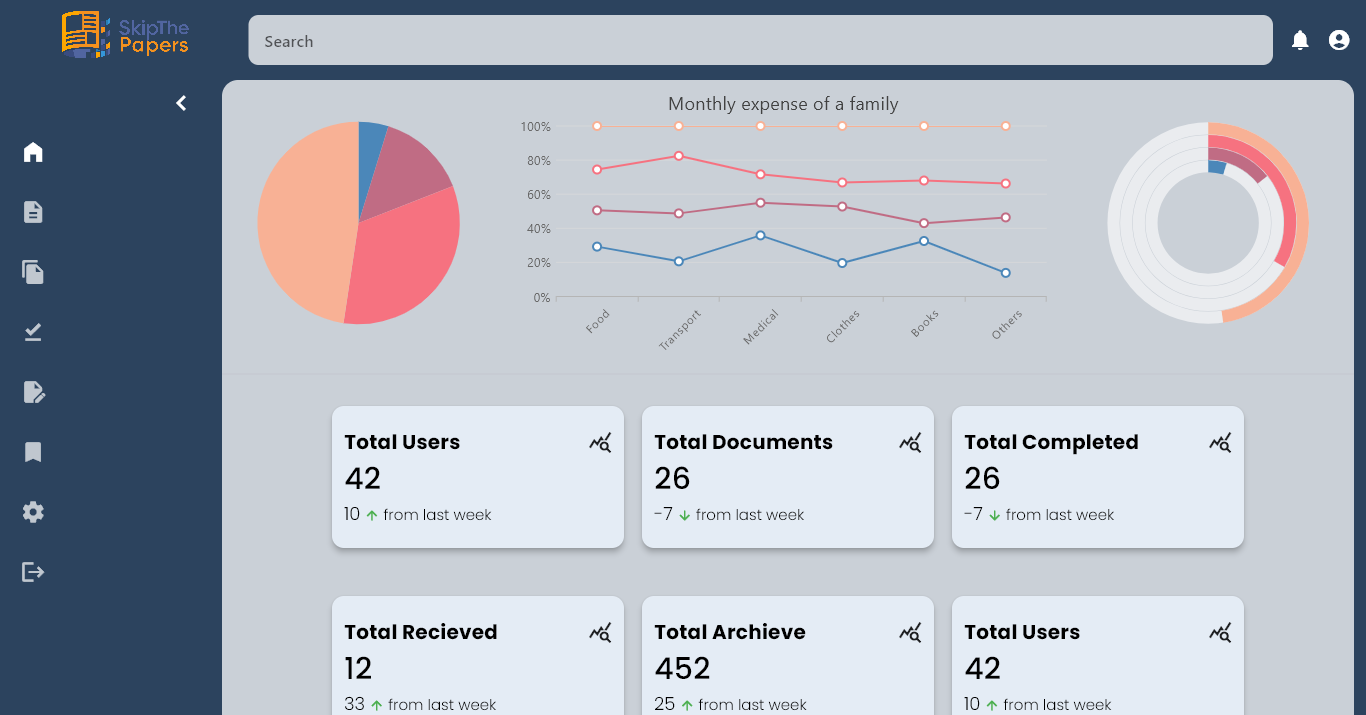 SkipThe
Papers
Search
Monthly expense of a family
100%
80%
60%
40%
20%
0%
Food
Transport
Medical
Clothes
Books
Others
Total Users
42
10 ↑ from last week
Total Documents
26
-7 ↓ from last week
Total Completed
26
-7 ↓ from last week
Total Recieved
12
33 ↑ from last week
Total Archieve
452
25 ↑ from last week
Total Users
42
10 ↑ from last week